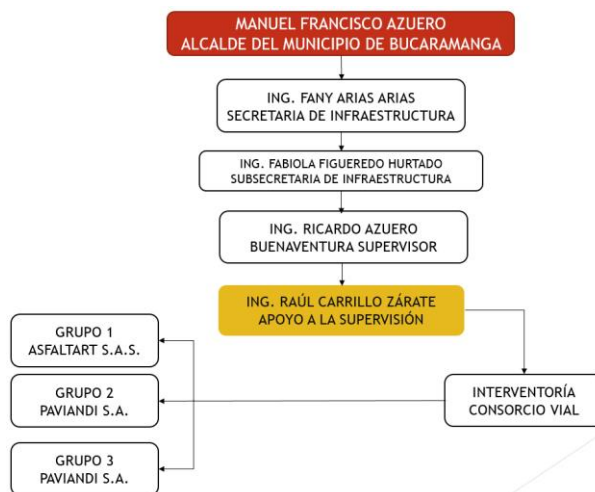 MANUEL FRANCISCO AZUERO
ALCALDE DEL MUNICIPIO DE BUCARAMANGA
ING. FANY ARIAS ARIAS
SECRETARIA DE INFRAESTRUCTURA
ING. FABIOLA FIGUEREDO HURTADO
SUBSECRETARIA DE INFRAESTRUCTURA
ING. RICARDO AZUERO
BUENAVENTURA SUPERVISOR
ING. RAÚL CARRILLO ZÁRATE
APOYO A LA SUPERVISIÓN
GRUPO 1
ASFALTART S.A.S.
GRUPO 2
PAVIANDI S.A.
INTERVENTORÍA
CONSORCIO VIAL
GRUPO 3
PAVIANDI S.A.